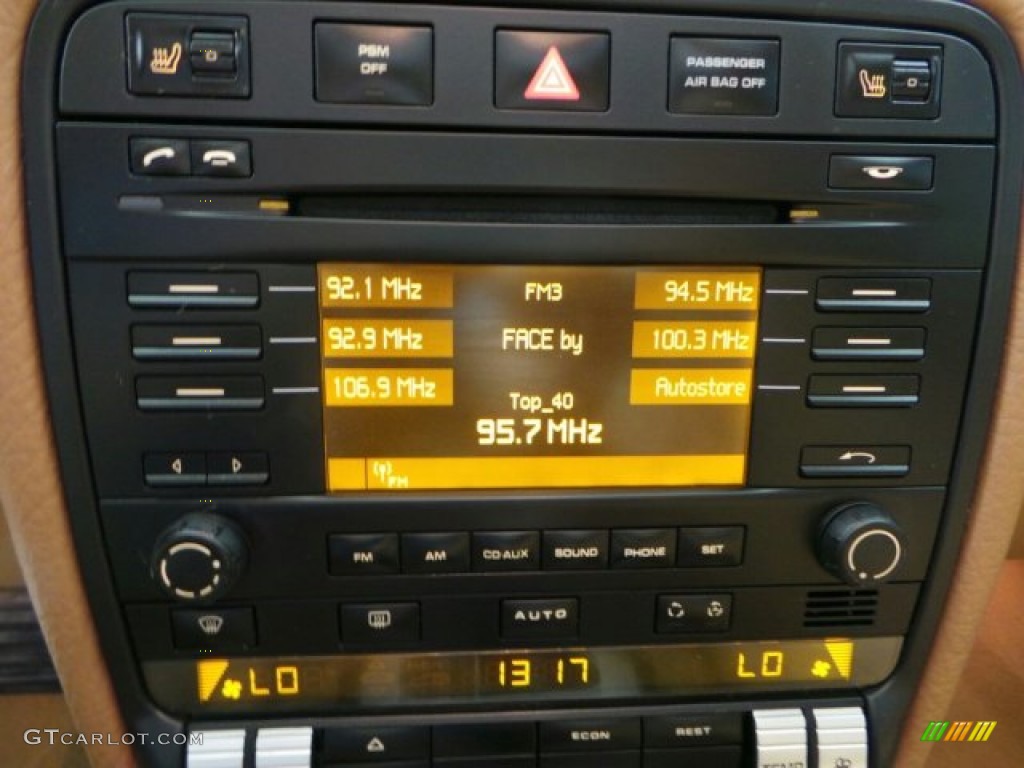 PSM
OFF
PASSENGER
AIR BAG OFF
92.1 MHz
FM3
94.5 MHz
92.9 MHz
FACE by
100.3 MHz
106.9 MHz
Top_40
Autostore
95.7 MHz
FM
FM
AM
CD·AUX
SOUND
PHONE
SET
AUTO
LO
13 17
LO
ECON
REST
TEMP
GTCARLOT.COM